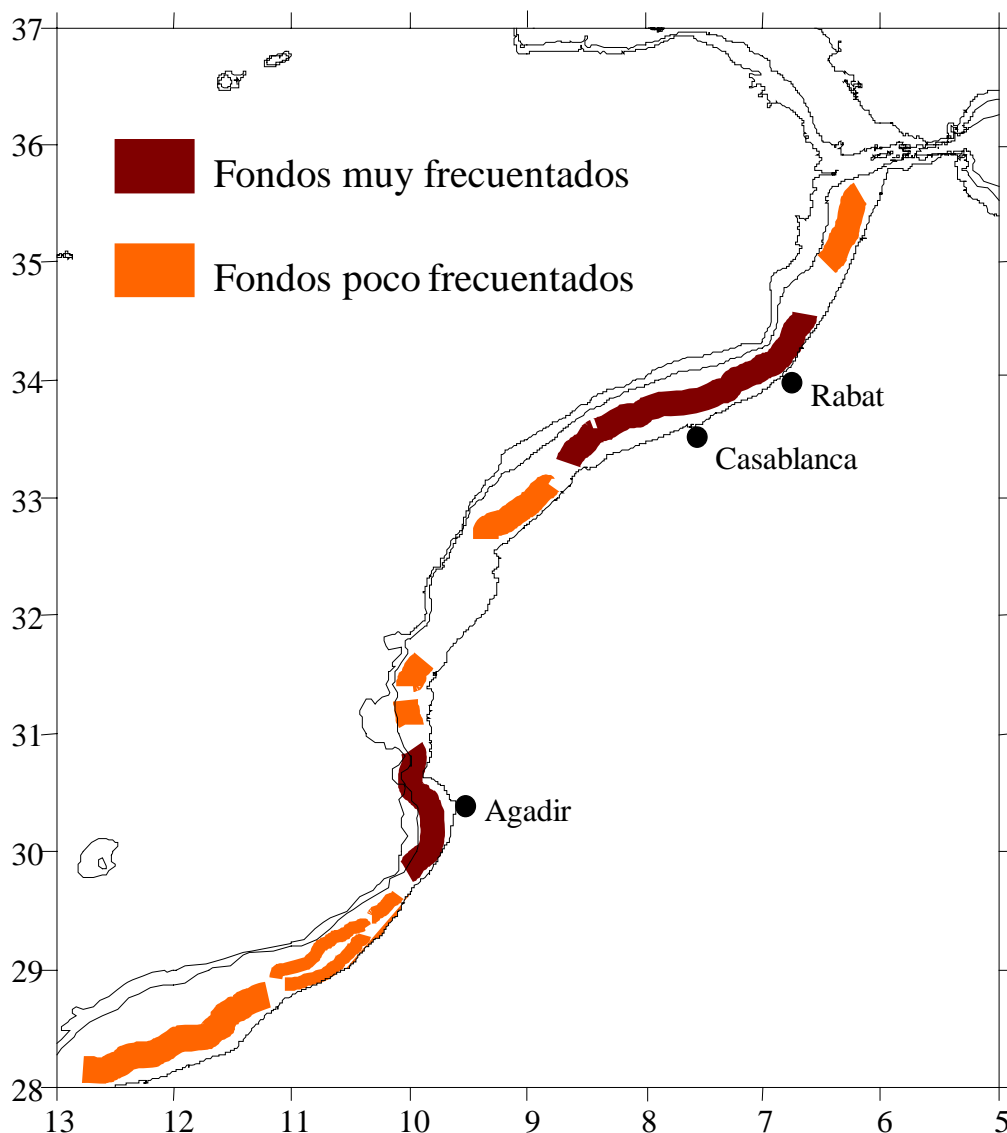 37
36
Fondos muy frecuentados
35
Fondos poco frecuentados
34
Rabat
Casablanca
33
32
31
Agadir
30
29
28
13 12 11 10 9 8 7 6 5